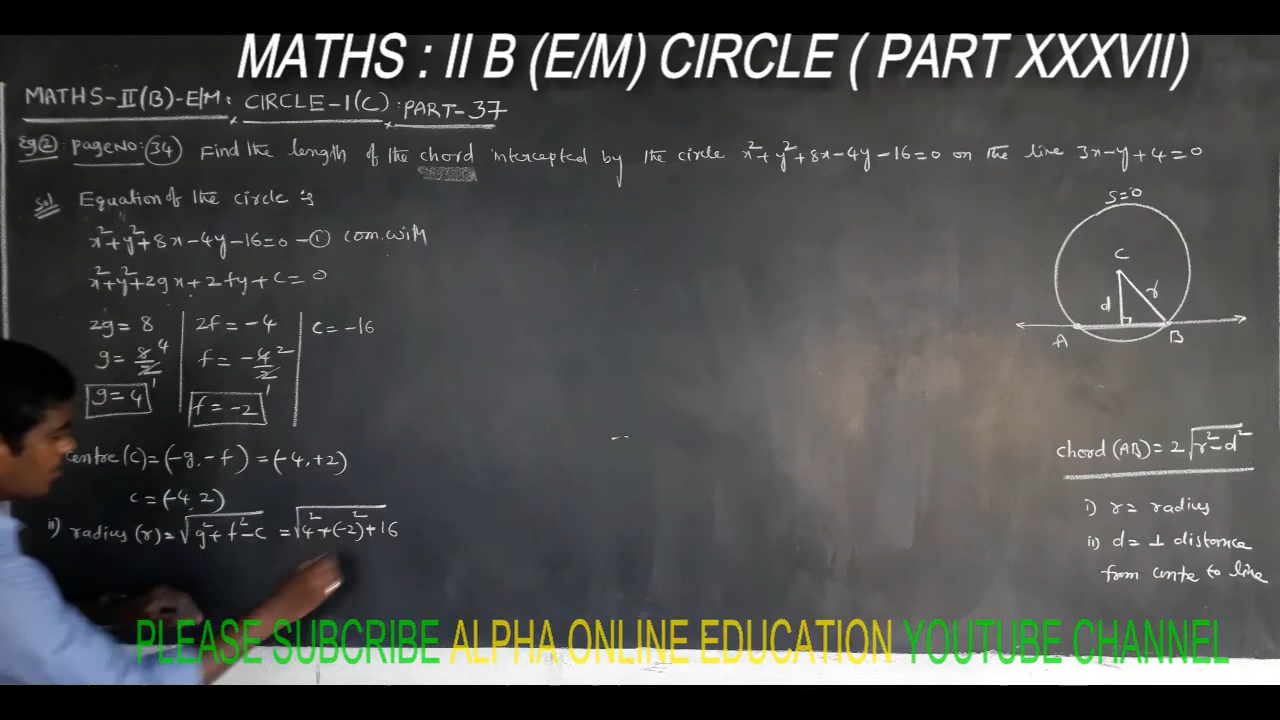 MATHS : II B (E/M) CIRCLE ( PART XXXVII)
MATHS-II(B)-E/M: CIRCLE-1(C): PART-37
Eg②: pageNO:(34) Find the length of the chord intercepted by the circle x²+y²+8x-4y-16=0 on the line 3x-y+4=0
Sol Equation of the circle is
x²+y²+8x-4y-16=0 -① com.with
x²+y²+2gx+2fy+c=0
2g=8 | 2f=-4 | c=-16
g=8/2 4 1 | f=-4/2 2 1
g=4 | f=-2
centre(c)=(-g,-f)=(-4,+2)
c=(-4,2)
ii) radius(r)=√g²+f²-c =√4²+(-2)²+16
S=0
C
d r
A B
chord(AB)=2√r²-d²
i) r= radius
ii) d= ⊥ distance
from centre to line
PLEASE SUBCRIBE ALPHA ONLINE EDUCATION YOUTUBE CHANNEL